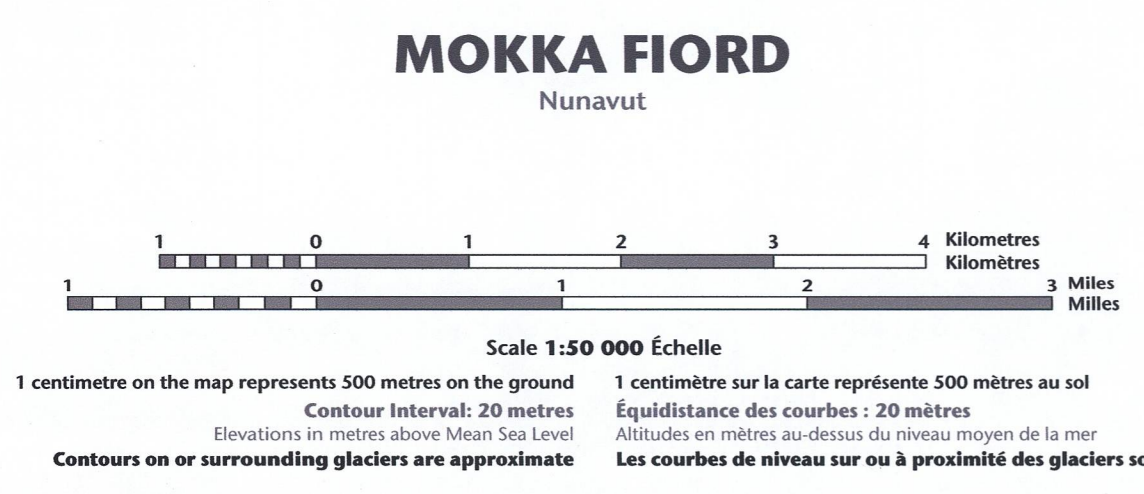 MOKKA FIORD
Nunavut
1 0 1 2 3 4 Kilometres
Kilomètres
1 0 1 2 3 Miles
Milles
Scale 1:50 000 Échelle
1 centimetre on the map represents 500 metres on the ground
1 centimètre sur la carte représente 500 mètres au sol
Contour Interval: 20 metres
Équidistance des courbes : 20 mètres
Elevations in metres above Mean Sea Level
Altitudes en mètres au-dessus du niveau moyen de la mer
Contours on or surrounding glaciers are approximate
Les courbes de niveau sur ou à proximité des glaciers